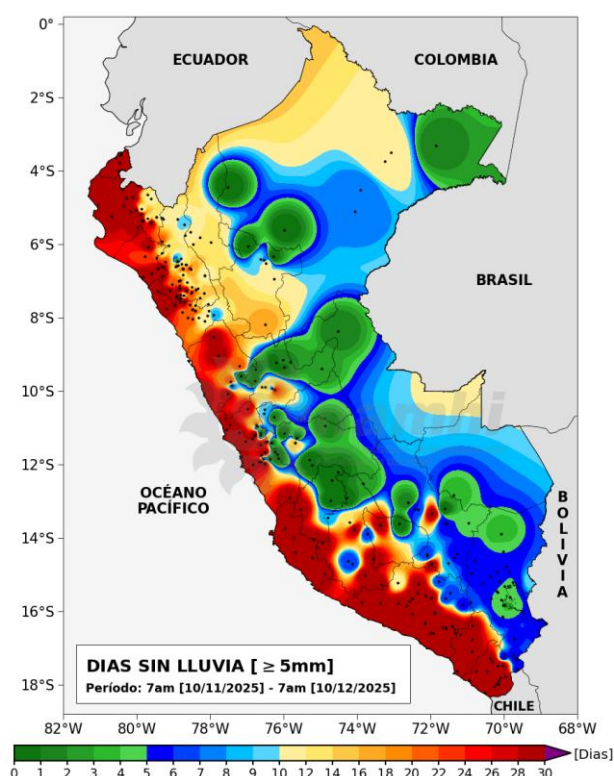 0°
2°S
4°S
6°S
8°S
10°S
12°S
14°S
16°S
18°S
ECUADOR
COLOMBIA
BRASIL
senamhi
OCÉANO
PACÍFICO
B
O
L
I
V
I
A
DIAS SIN LLUVIA [ ≥ 5mm]
Período: 7am [10/11/2025] - 7am [10/12/2025]
CHILE
82°W 80°W 78°W 76°W 74°W 72°W 70°W 68°W
[Dias]
0 1 2 3 4 5 6 7 8 9 10 12 14 16 18 20 22 24 26 28 30